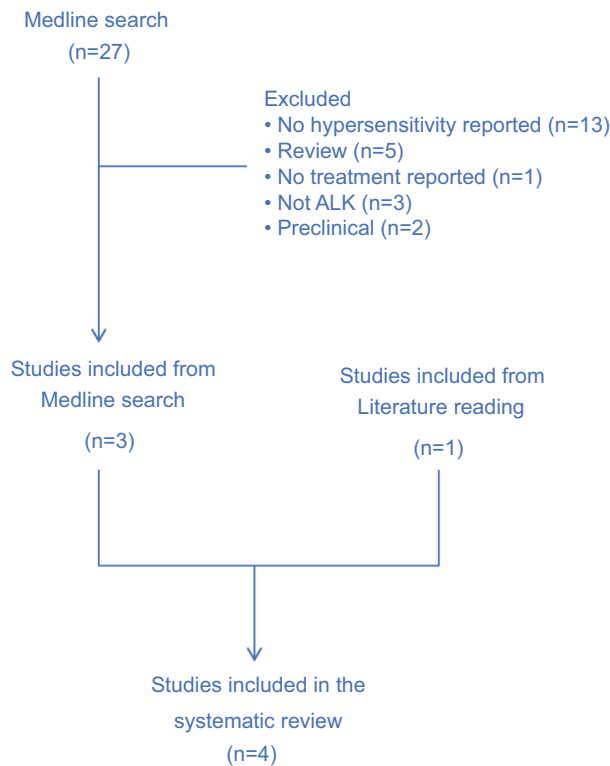 Medline search
(n=27)
Excluded
• No hypersensitivity reported (n=13)
• Review (n=5)
• No treatment reported (n=1)
• Not ALK (n=3)
• Preclinical (n=2)
Studies included from
Medline search
(n=3)
Studies included from
Literature reading
(n=1)
Studies included in the
systematic review
(n=4)